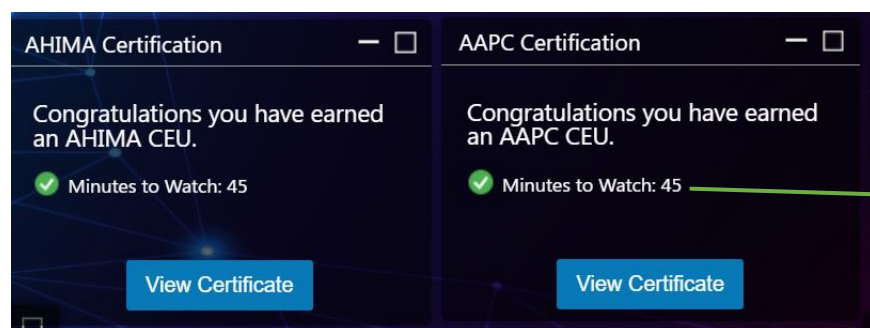 AHIMA Certification
Congratulations you have earned
an AHIMA CEU.
Minutes to Watch: 45
View Certificate
AAPC Certification
Congratulations you have earned
an AAPC CEU.
Minutes to Watch: 45
View Certificate